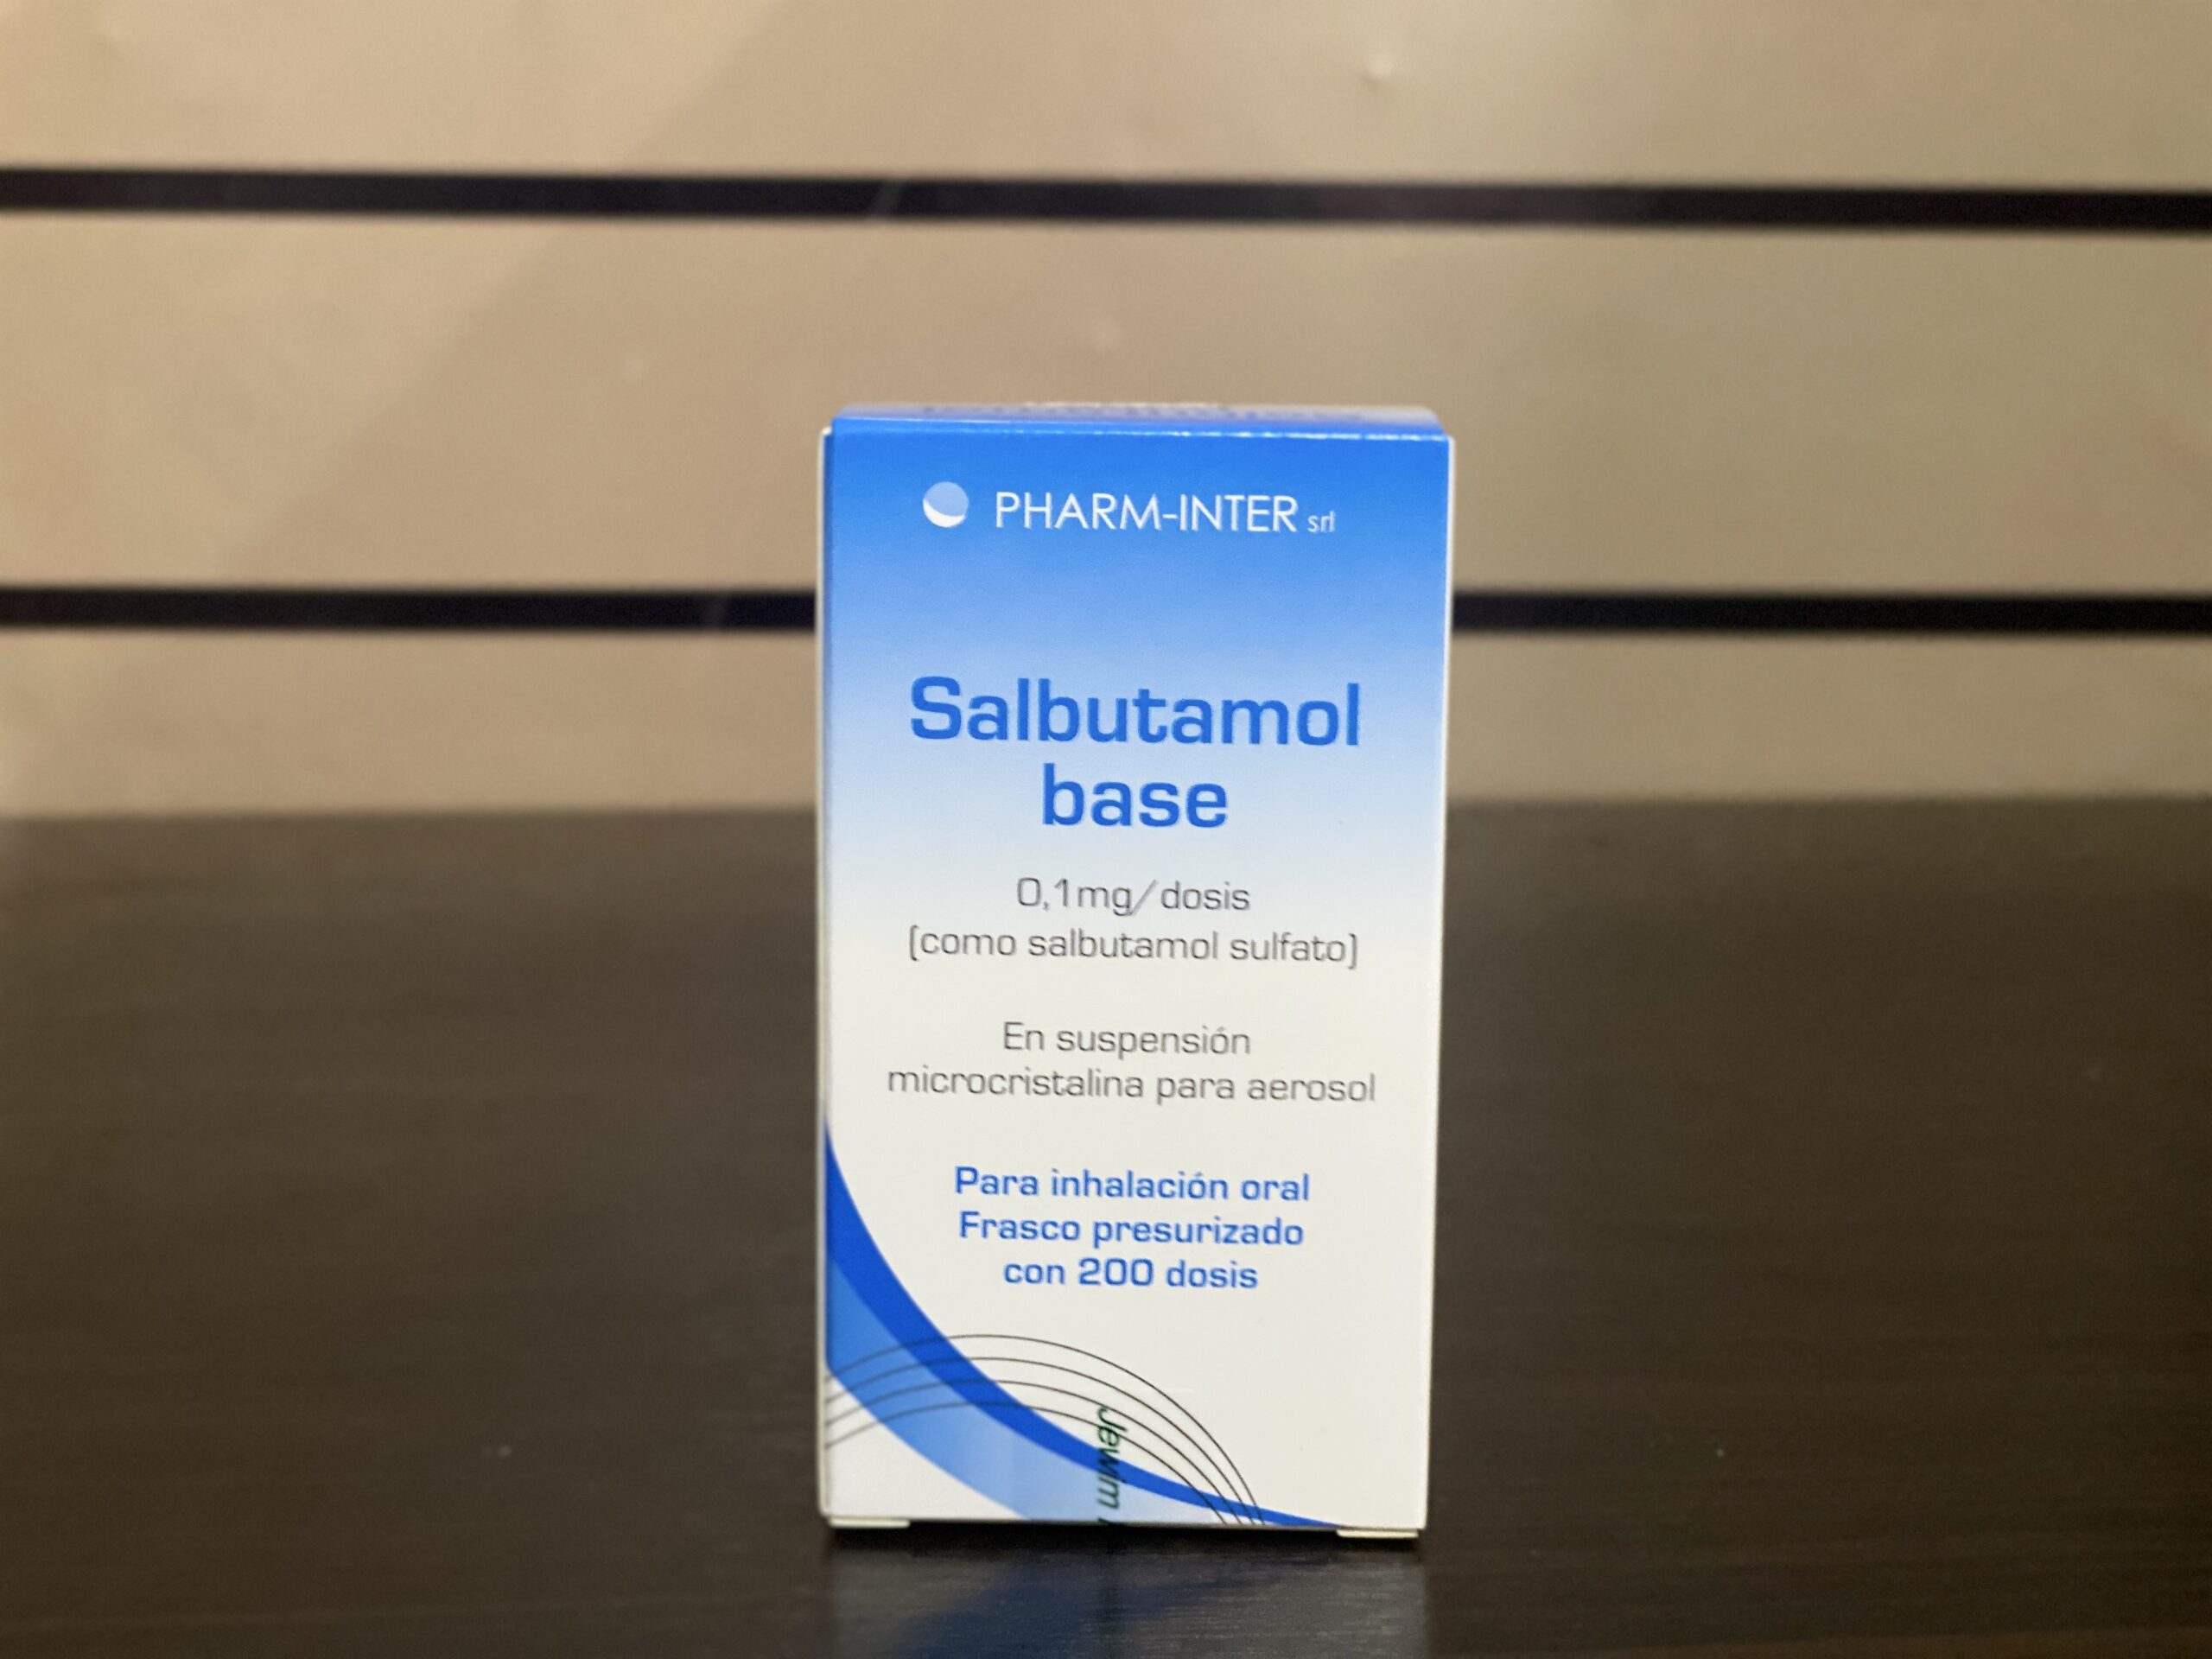 PHARM-INTER srl
Salbutamol
base
0,1mg/dosis
(como salbutamol sulfato)
En suspensión
microcristalina para aerosol
Para inhalación oral
Frasco presurizado
con 200 dosis
Jewim